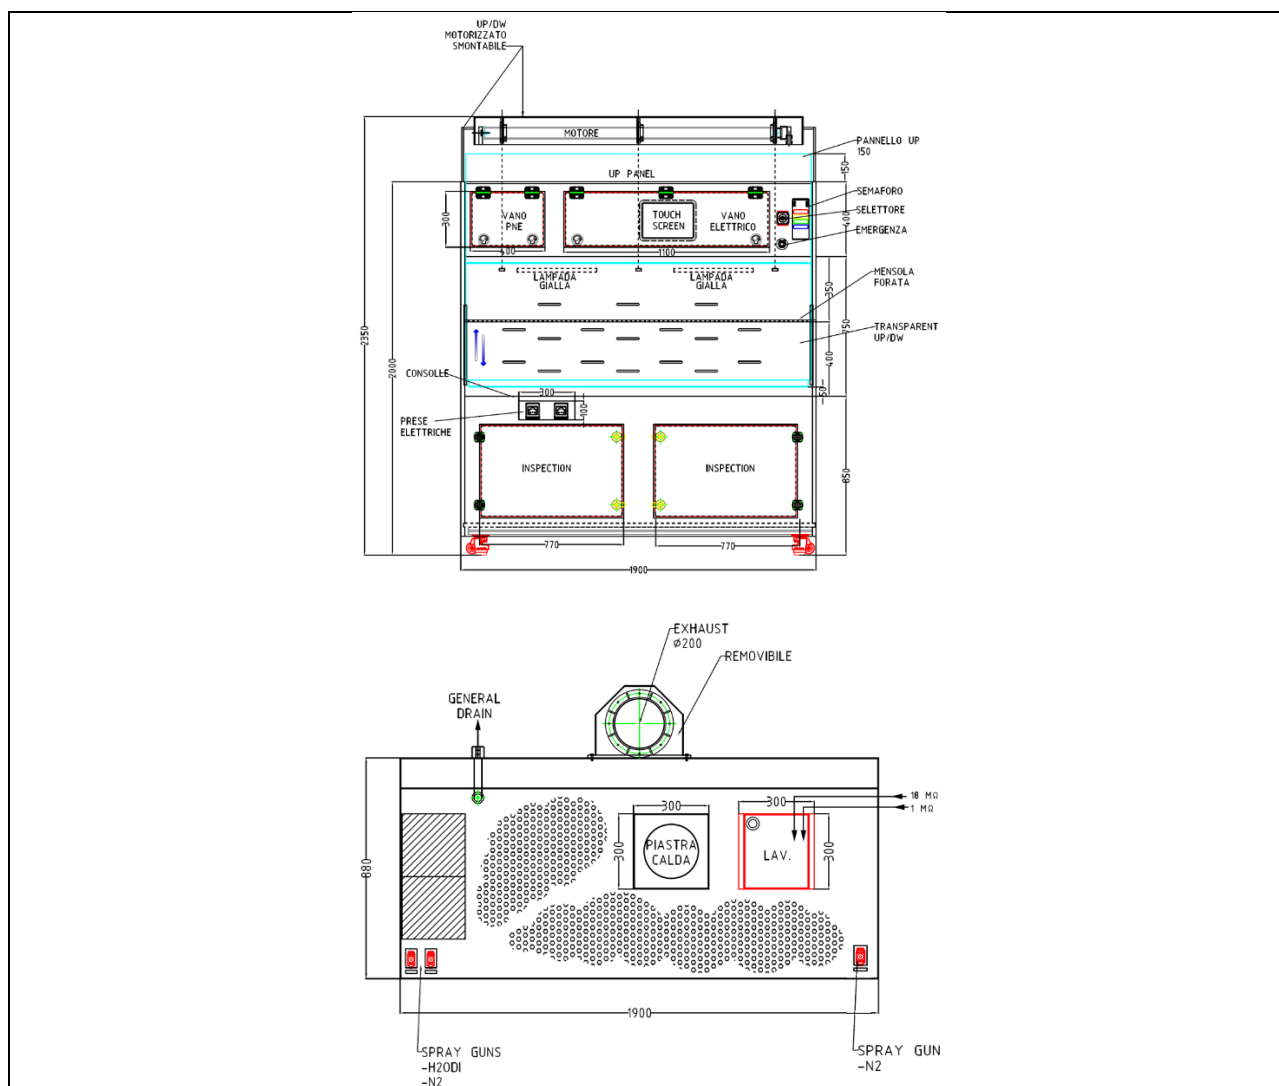 UP/DW
MOTORIZZATO
SMONTABILE
MOTORE
PANNELLO UP
150
150
UP PANEL
SEMAFORO
SELETTORE
EMERGENZA
300
VANO
PNE
TOUCH
SCREEN
VANO
ELETTRICO
400
400
1100
LAMPADA
GIALLA
LAMPADA
GIALLA
MENSOLA
FORATA
350
750
2350
2000
TRANSPARENT
UP/DW
400
50
CONSOLLE
300
100
PRESE
ELETTRICHE
INSPECTION
INSPECTION
850
770
770
1900
EXHAUST
Ø200
REMOVIBILE
GENERAL
DRAIN
18 MΩ
1 MΩ
300
300
PIASTRA
CALDA
LAV.
300
300
880
1900
SPRAY GUNS
-H2ODI
-N2
SPRAY GUN
-N2